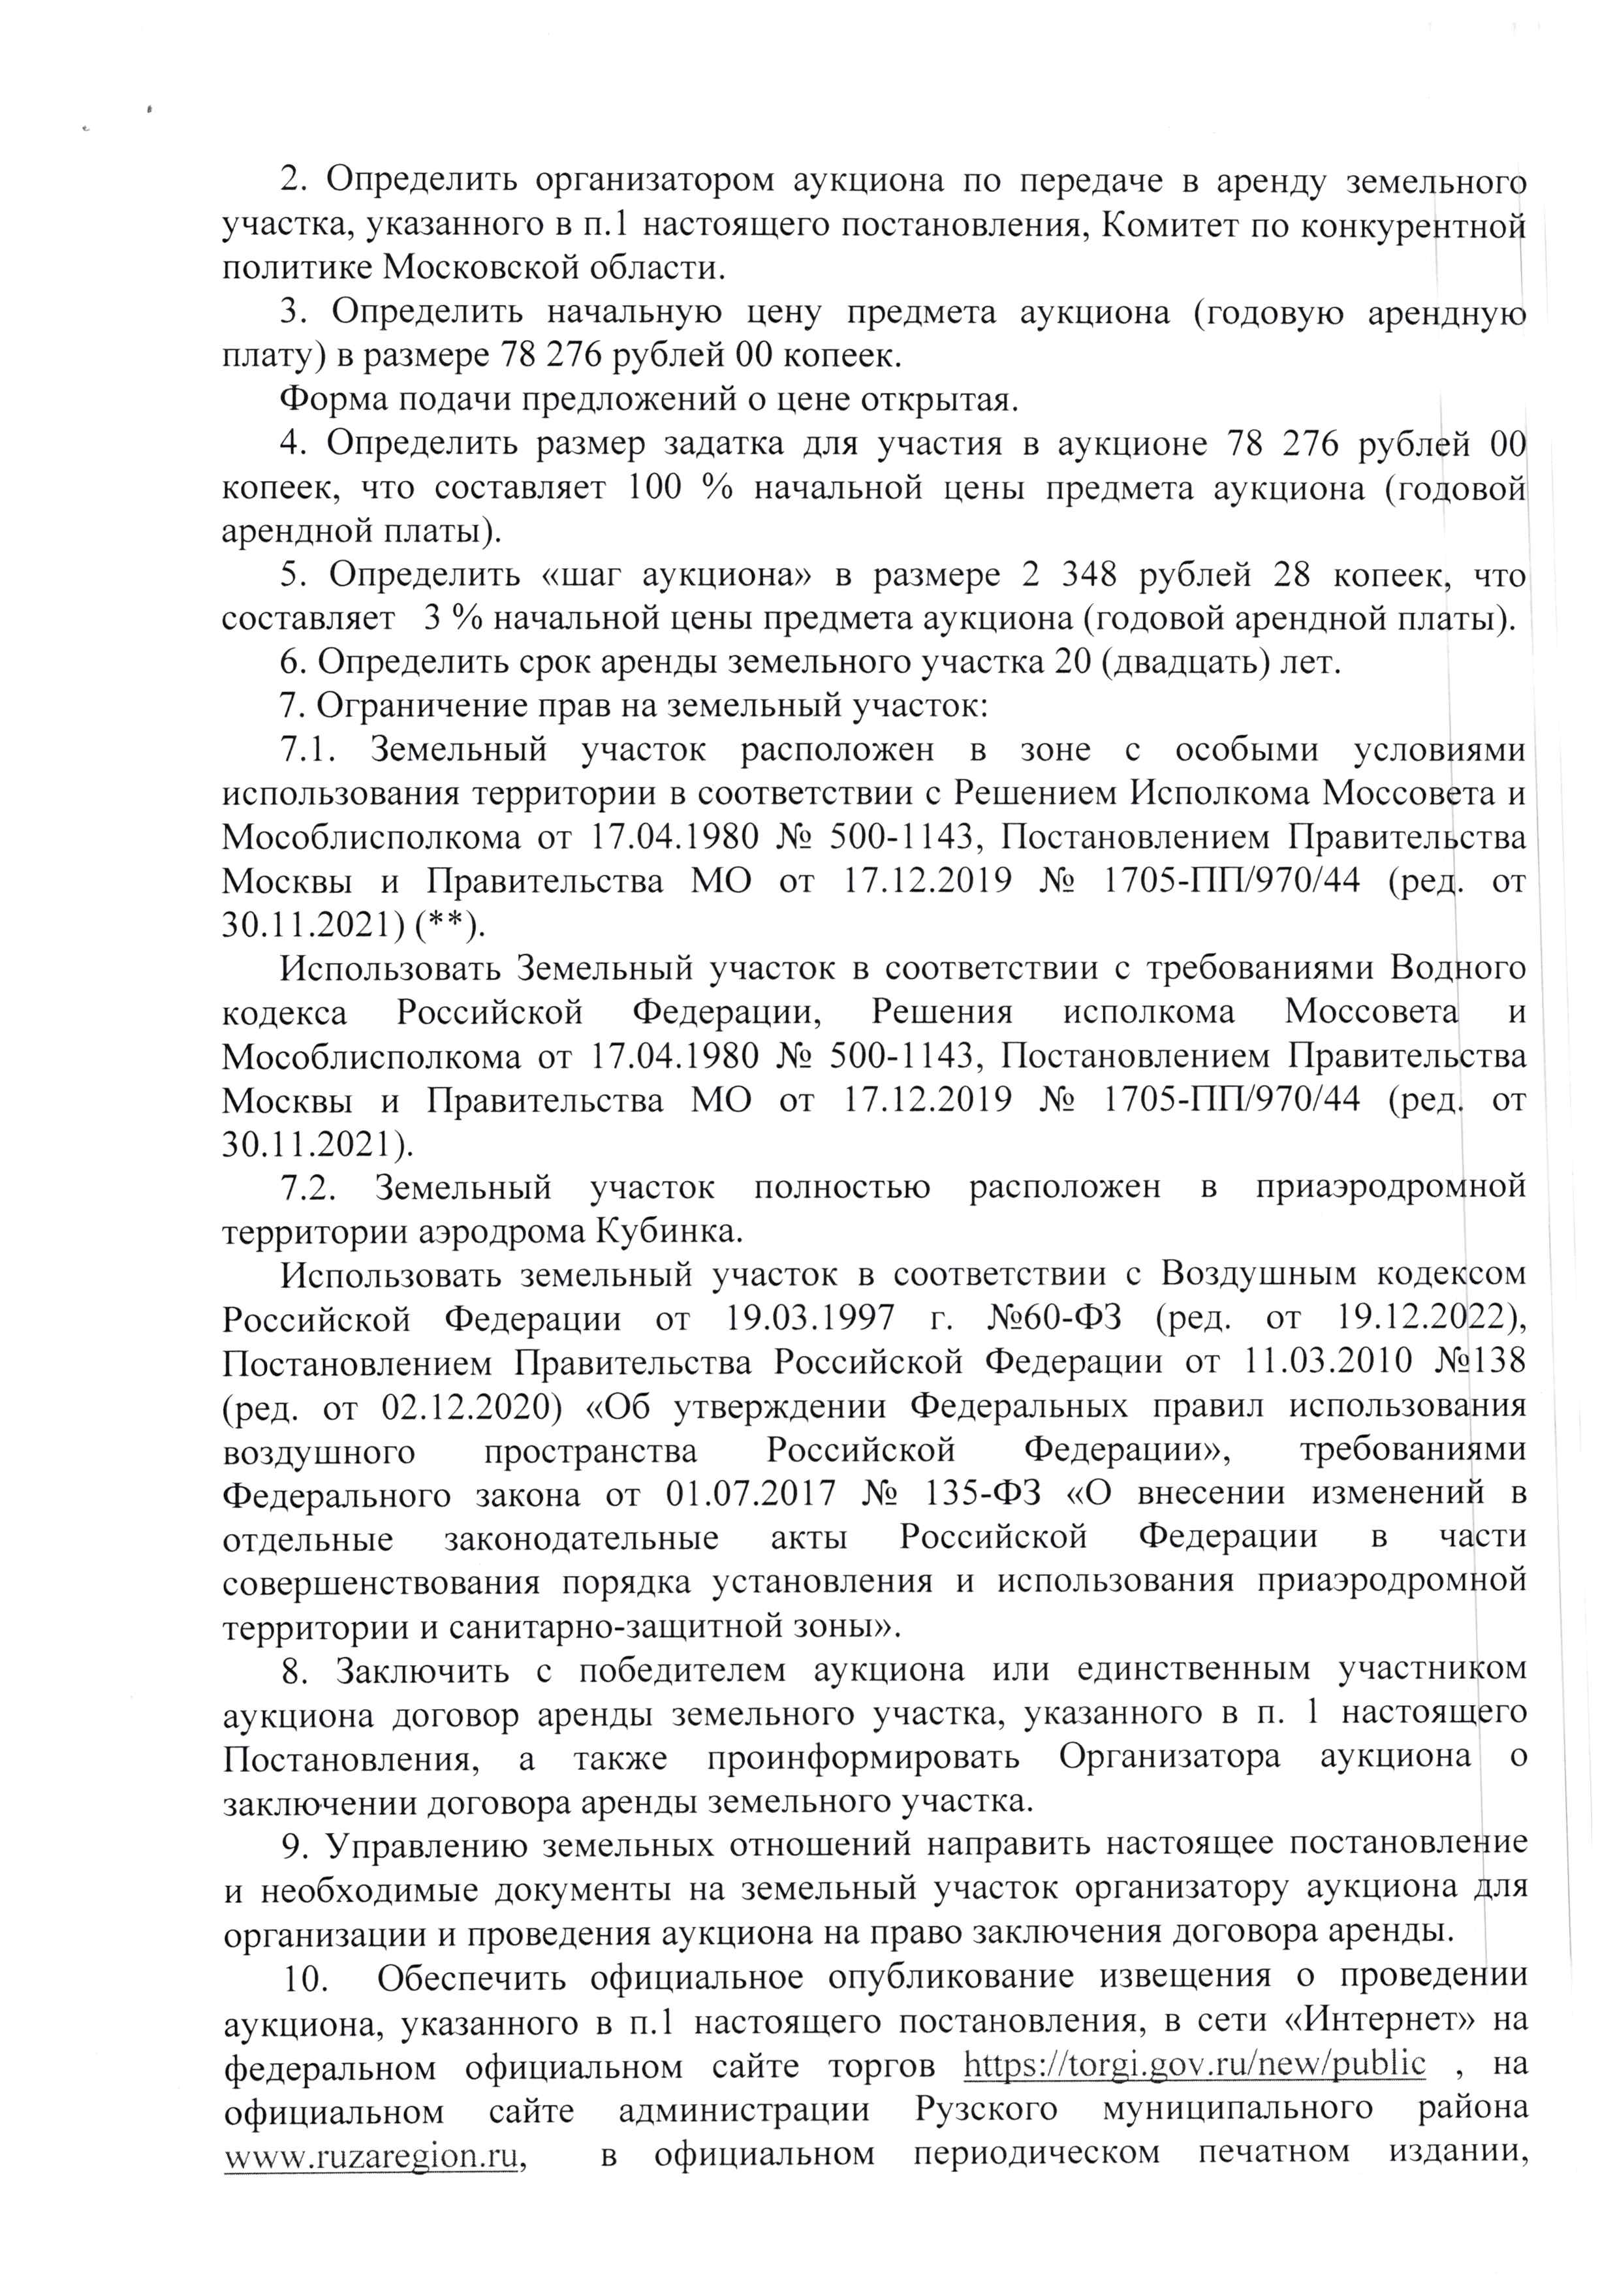 2. Определить организатором аукциона по передаче в аренду земельного
участка, указанного в п.1 настоящего постановления, Комитет по конкурентной
политике Московской области.
3. Определить начальную цену предмета аукциона (годовую арендную
плату) в размере 78 276 рублей 00 копеек.
Форма подачи предложений о цене открытая.
4. Определить размер задатка для участия в аукционе 78 276 рублей 00
копеек, что составляет 100 % начальной цены предмета аукциона (годовой
арендной платы).
5. Определить «шаг аукциона» в размере 2 348 рублей 28 копеек, что
составляет 3 % начальной цены предмета аукциона (годовой арендной платы).
6. Определить срок аренды земельного участка 20 (двадцать) лет.
7. Ограничение прав на земельный участок:
7.1. Земельный участок расположен в зоне с особыми условиями
использования территории в соответствии с Решением Исполкома Моссовета и
Мособлисполкома от 17.04.1980 № 500-1143, Постановлением Правительства
Москвы и Правительства МО от 17.12.2019 № 1705-ПП/970/44 (ред. от
30.11.2021) (**).
Использовать Земельный участок в соответствии с требованиями Водного
кодекса Российской Федерации, Решения исполкома Моссовета и
Мособлисполкома от 17.04.1980 № 500-1143, Постановлением Правительства
Москвы и Правительства МО от 17.12.2019 № 1705-ПП/970/44 (ред. от
30.11.2021).
7.2. Земельный участок полностью расположен в приаэродромной
территории аэродрома Кубинка.
Использовать земельный участок в соответствии с Воздушным кодексом
Российской Федерации от 19.03.1997 г. №60-ФЗ (ред. от 19.12.2022),
Постановлением Правительства Российской Федерации от 11.03.2010 №138
(ред. от 02.12.2020) «Об утверждении Федеральных правил использования
воздушного пространства Российской Федерации», требованиями
Федерального закона от 01.07.2017 № 135-ФЗ «О внесении изменений в
отдельные законодательные акты Российской Федерации в части
совершенствования порядка установления и использования приаэродромной
территории и санитарно-защитной зоны».
8. Заключить с победителем аукциона или единственным участником
аукциона договор аренды земельного участка, указанного в п. 1 настоящего
Постановления, а также проинформировать Организатора аукциона о
заключении договора аренды земельного участка.
9. Управлению земельных отношений направить настоящее постановление
и необходимые документы на земельный участок организатору аукциона для
организации и проведения аукциона на право заключения договора аренды.
10. Обеспечить официальное опубликование извещения о проведении
аукциона, указанного в п.1 настоящего постановления, в сети «Интернет» на
федеральном официальном сайте торгов https://torgi.gov.ru/new/public , на
официальном сайте администрации Рузского муниципального района
www.ruzaregion.ru, в официальном периодическом печатном издании,